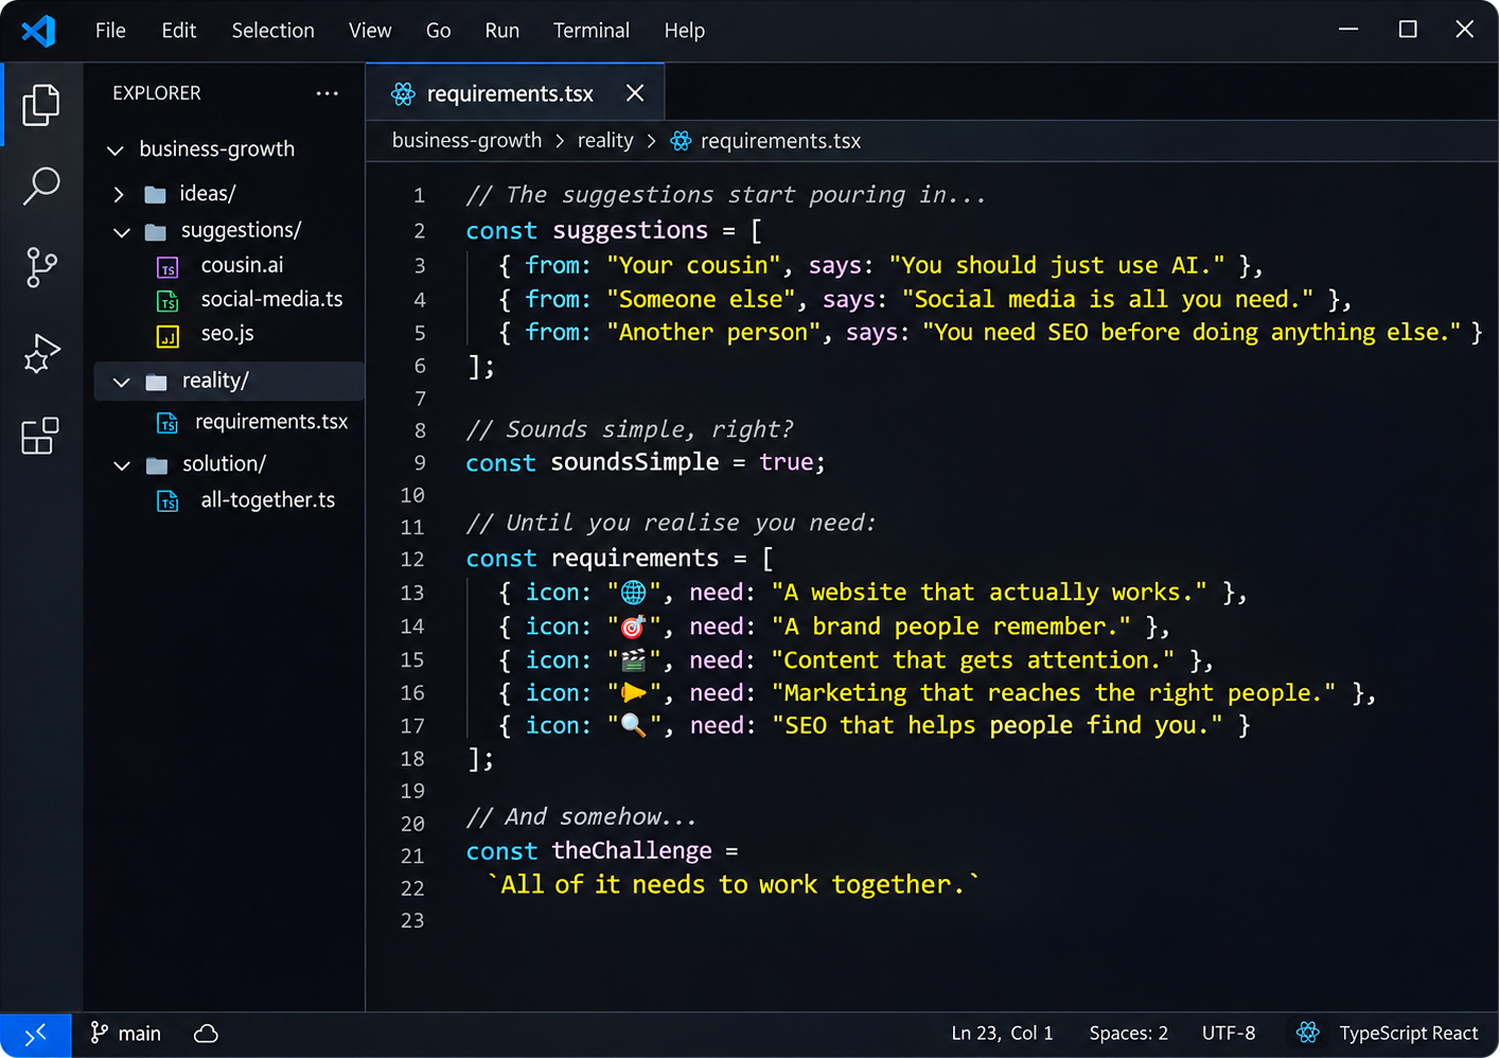 File Edit Selection View Go Run Terminal Help
EXPLORER ...
business-growth
ideas/
suggestions/
TS cousin.ai
TS social-media.ts
JJ seo.js
reality/
TS requirements.tsx
solution/
TS all-together.ts
requirements.tsx
business-growth > reality > requirements.tsx
1 // The suggestions start pouring in...
2 const suggestions = [
3 { from: "Your cousin", says: "You should just use AI." },
4 { from: "Someone else", says: "Social media is all you need." },
5 { from: "Another person", says: "You need SEO before doing anything else." }
6 ];
7
8 // Sounds simple, right?
9 const soundsSimple = true;
10
11 // Until you realise you need:
12 const requirements = [
13 { icon: "🌐", need: "A website that actually works." },
14 { icon: "🎯", need: "A brand people remember." },
15 { icon: "🎬", need: "Content that gets attention." },
16 { icon: "📣", need: "Marketing that reaches the right people." },
17 { icon: "🔍", need: "SEO that helps people find you." }
18 ];
19
20 // And somehow...
21 const theChallenge =
22 `All of it needs to work together.`
23
main Ln 23, Col 1 Spaces: 2 UTF-8 TypeScript React